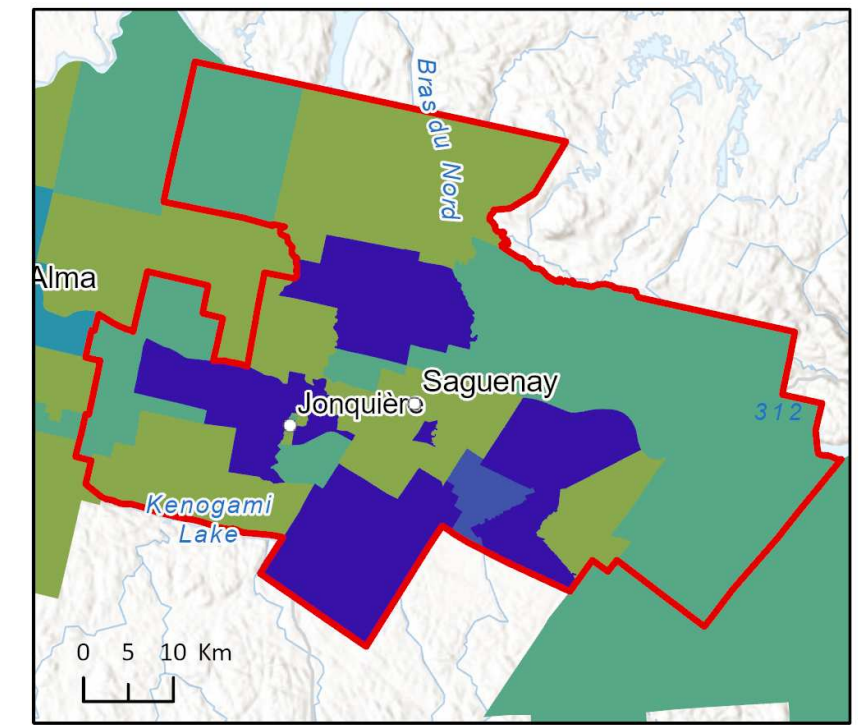 Bras du Nord
Alma
Saguenay
Jonquière
312
Kenogami
Lake
0 5 10 Km